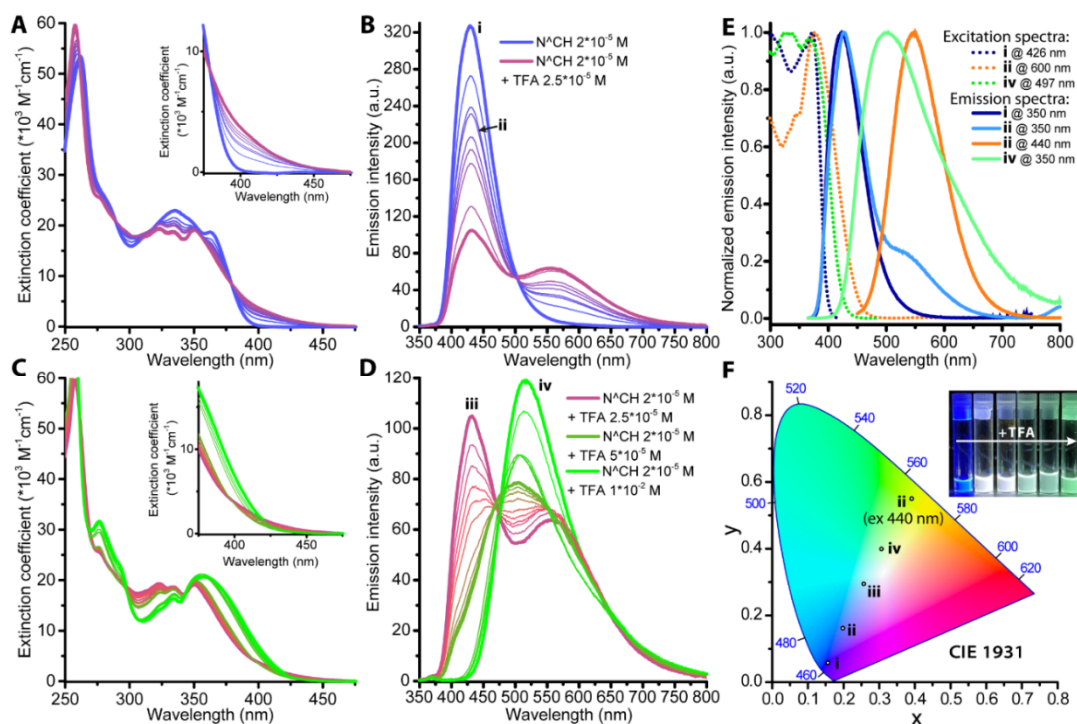 A
60
50
40
30
20
10
0
250
300
350
400
450
Extinction coefficient (*10³ M⁻¹cm⁻¹)
Wavelength (nm)
10
0
400
450
Extinction coefficient
(*10³ M⁻¹cm⁻¹)
Wavelength (nm)
B
i
N^CH 2*10⁻⁵ M
N^CH 2*10⁻⁵ M
+ TFA 2.5*10⁻⁵ M
ii
320
280
240
200
160
120
80
40
0
350
400
450
500
550
600
650
700
800
Emission intensity (a.u.)
Wavelength (nm)
E
Excitation spectra:
i @ 426 nm
ii @ 600 nm
iv @ 497 nm
Emission spectra:
i @ 350 nm
ii @ 350 nm
ii @ 440 nm
iv @ 350 nm
1.0
0.8
0.6
0.4
0.2
0.0
300
400
500
600
700
800
Normalized emission intensity (a.u.)
Wavelength (nm)
C
60
50
40
30
20
10
0
250
300
350
400
450
Extinction coefficient (*10³ M⁻¹cm⁻¹)
Wavelength (nm)
10
0
400
450
Extinction coefficient
(*10³ M⁻¹cm⁻¹)
Wavelength (nm)
D
iii
iv
N^CH 2*10⁻⁵ M
+ TFA 2.5*10⁻⁵ M
N^CH 2*10⁻⁵ M
+ TFA 5*10⁻⁵ M
N^CH 2*10⁻⁵ M
+ TFA 1*10⁻² M
120
100
80
60
40
20
0
350
400
450
500
550
600
650
700
800
Emission intensity (a.u.)
Wavelength (nm)
F
520
540
560
500
580
600
620
480
460
+TFA
ii
(ex 440 nm)
iv
iii
ii
i
CIE 1931
0.8
0.6
0.4
0.2
0.0
y
0.0
0.1
0.2
0.3
0.4
0.5
0.6
0.7
0.8
x